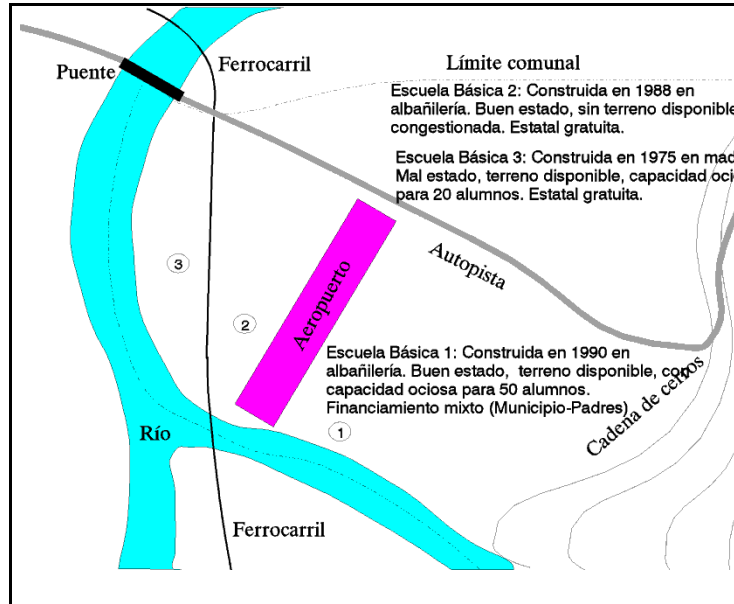 Puente
Ferrocarril
Límite comunal
Escuela Básica 2: Construida en 1988 en
albañilería. Buen estado, sin terreno disponible
congestionada. Estatal gratuita.
Escuela Básica 3: Construida en 1975 en mad
Mal estado, terreno disponible, capacidad oci
para 20 alumnos. Estatal gratuita.
Autopista
3
2
Aeropuerto
Escuela Básica 1: Construida en 1990 en
albañilería. Buen estado, terreno disponible, con
capacidad ociosa para 50 alumnos.
Financiamiento mixto (Municipio-Padres)
Cadena de cerros
1
Río
Ferrocarril